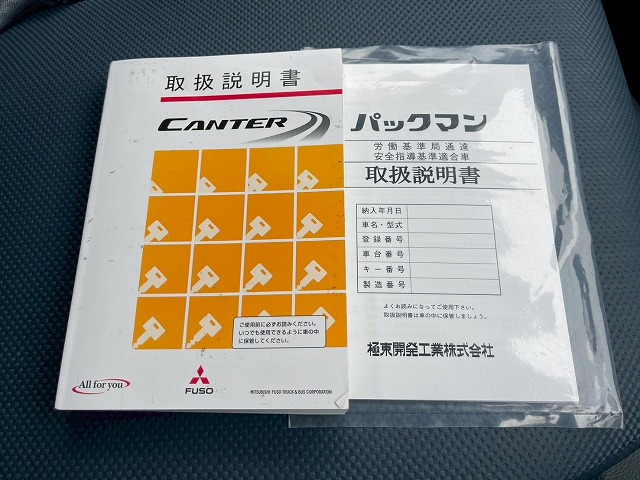 取扱説明書
CANTER
ご使用前に必ずお読みください。
いつでも使用できるように車の中
に保管してください。
All for you
FUSO
MITSUBISHI FUSO TRUCK & BUS CORPORATION
パックマン
労働基準局通達
安全指導基準適合車
取扱説明書
納入年月日
車名・型式
登録番号
車台番号
キー番号
製造番号
よくお読みになってご使用下さい。
取扱説明書は車の中に保管しましょう。
極東開発工業株式会社